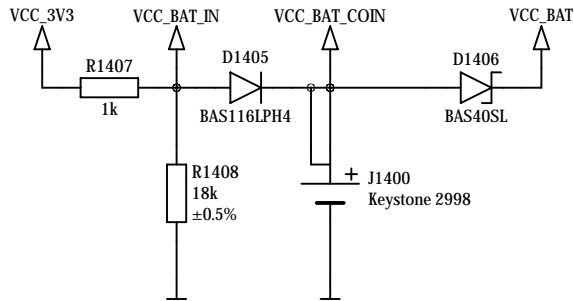 VCC_3V3
VCC_BAT_IN
VCC_BAT_COIN
VCC_BAT
R1407
1k
D1405
BAS116LPH4
D1406
BAS40SL
R1408
18k
±0.5%
+
J1400
Keystone 2998